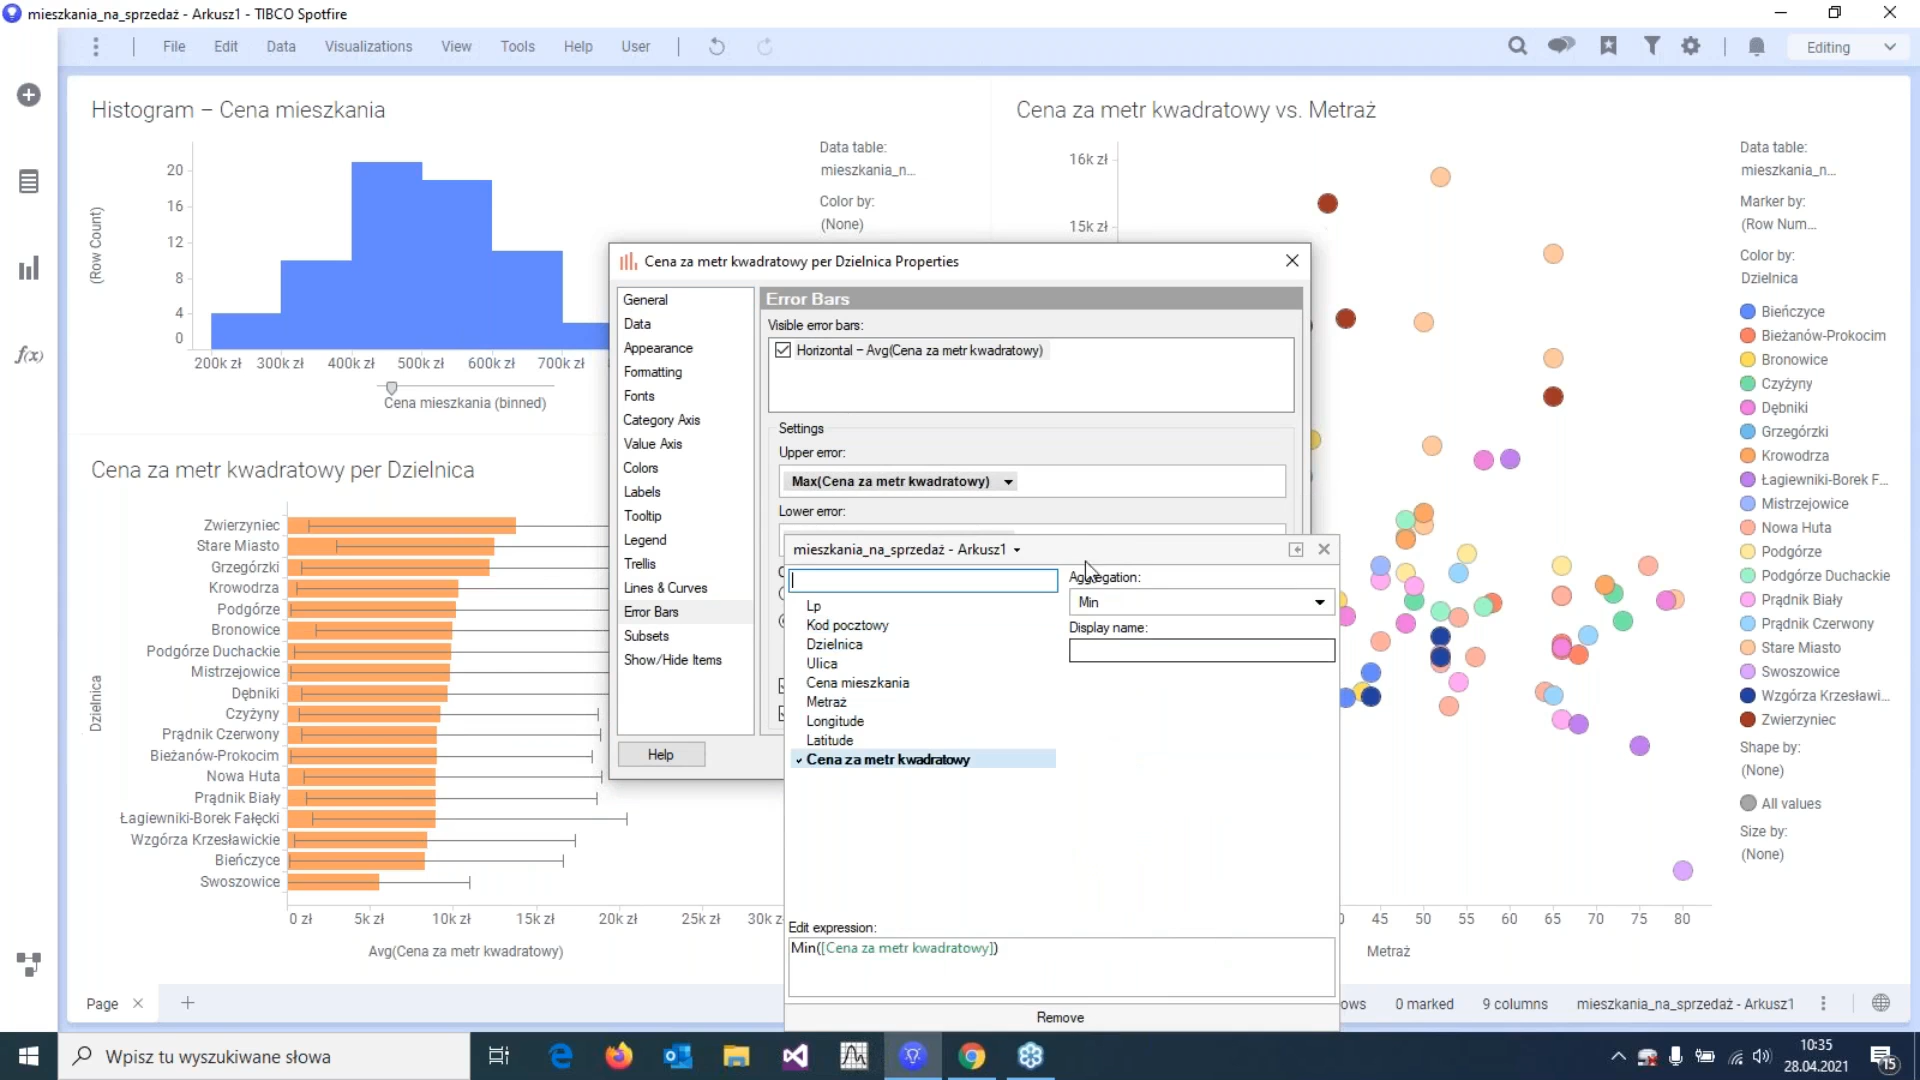 mieszkania_na_sprzedaż - Arkusz1 - TIBCO Spotfire
File Edit Data Visualizations View Tools Help User
Editing
Histogram – Cena mieszkania
(Row Count)
20
16
12
8
4
0
200k zł 300k zł 400k zł 500k zł 600k zł 700k zł
Cena mieszkania (binned)
Data table:
mieszkania_n...
Color by:
(None)
Cena za metr kwadratowy vs. Metraż
16k zł
15k zł
45 50 55 60 65 70 75 80
Metraż
Data table:
mieszkania_n...
Marker by:
(Row Num...
Color by:
Dzielnica
Bieńczyce
Bieżanów-Prokocim
Bronowice
Czyżyny
Dębniki
Grzegórzki
Krowodrza
Łagiewniki-Borek F...
Mistrzejowice
Nowa Huta
Podgórze
Podgórze Duchackie
Prądnik Biały
Prądnik Czerwony
Stare Miasto
Swoszowice
Wzgórza Krzesławi...
Zwierzyniec
Shape by:
(None)
All values
Size by:
(None)
Cena za metr kwadratowy per Dzielnica
Dzielnica
Zwierzyniec
Stare Miasto
Grzegórzki
Krowodrza
Podgórze
Bronowice
Podgórze Duchackie
Mistrzejowice
Dębniki
Czyżyny
Prądnik Czerwony
Bieżanów-Prokocim
Nowa Huta
Prądnik Biały
Łagiewniki-Borek Fałęcki
Wzgórza Krzesławickie
Bieńczyce
Swoszowice
0 zł 5k zł 10k zł 15k zł 20k zł 25k zł 30k
Avg(Cena za metr kwadratowy)
Cena za metr kwadratowy per Dzielnica Properties
General
Data
Appearance
Formatting
Fonts
Category Axis
Value Axis
Colors
Labels
Tooltip
Legend
Trellis
Lines & Curves
Error Bars
Subsets
Show/Hide Items
Help
Error Bars
Visible error bars:
Horizontal – Avg(Cena za metr kwadratowy)
Settings
Upper error:
Max(Cena za metr kwadratowy)
Lower error:
mieszkania_na_sprzedaż - Arkusz1
Lp
Kod pocztowy
Dzielnica
Ulica
Cena mieszkania
Metraż
Longitude
Latitude
Cena za metr kwadratowy
Aggregation:
Min
Display name:
Edit expression:
Min([Cena za metr kwadratowy])
Remove
Page
0 marked 9 columns mieszkania_na_sprzedaż - Arkusz1
f(x)
Wpisz tu wyszukiwane słowa
10:35
28.04.2021
15